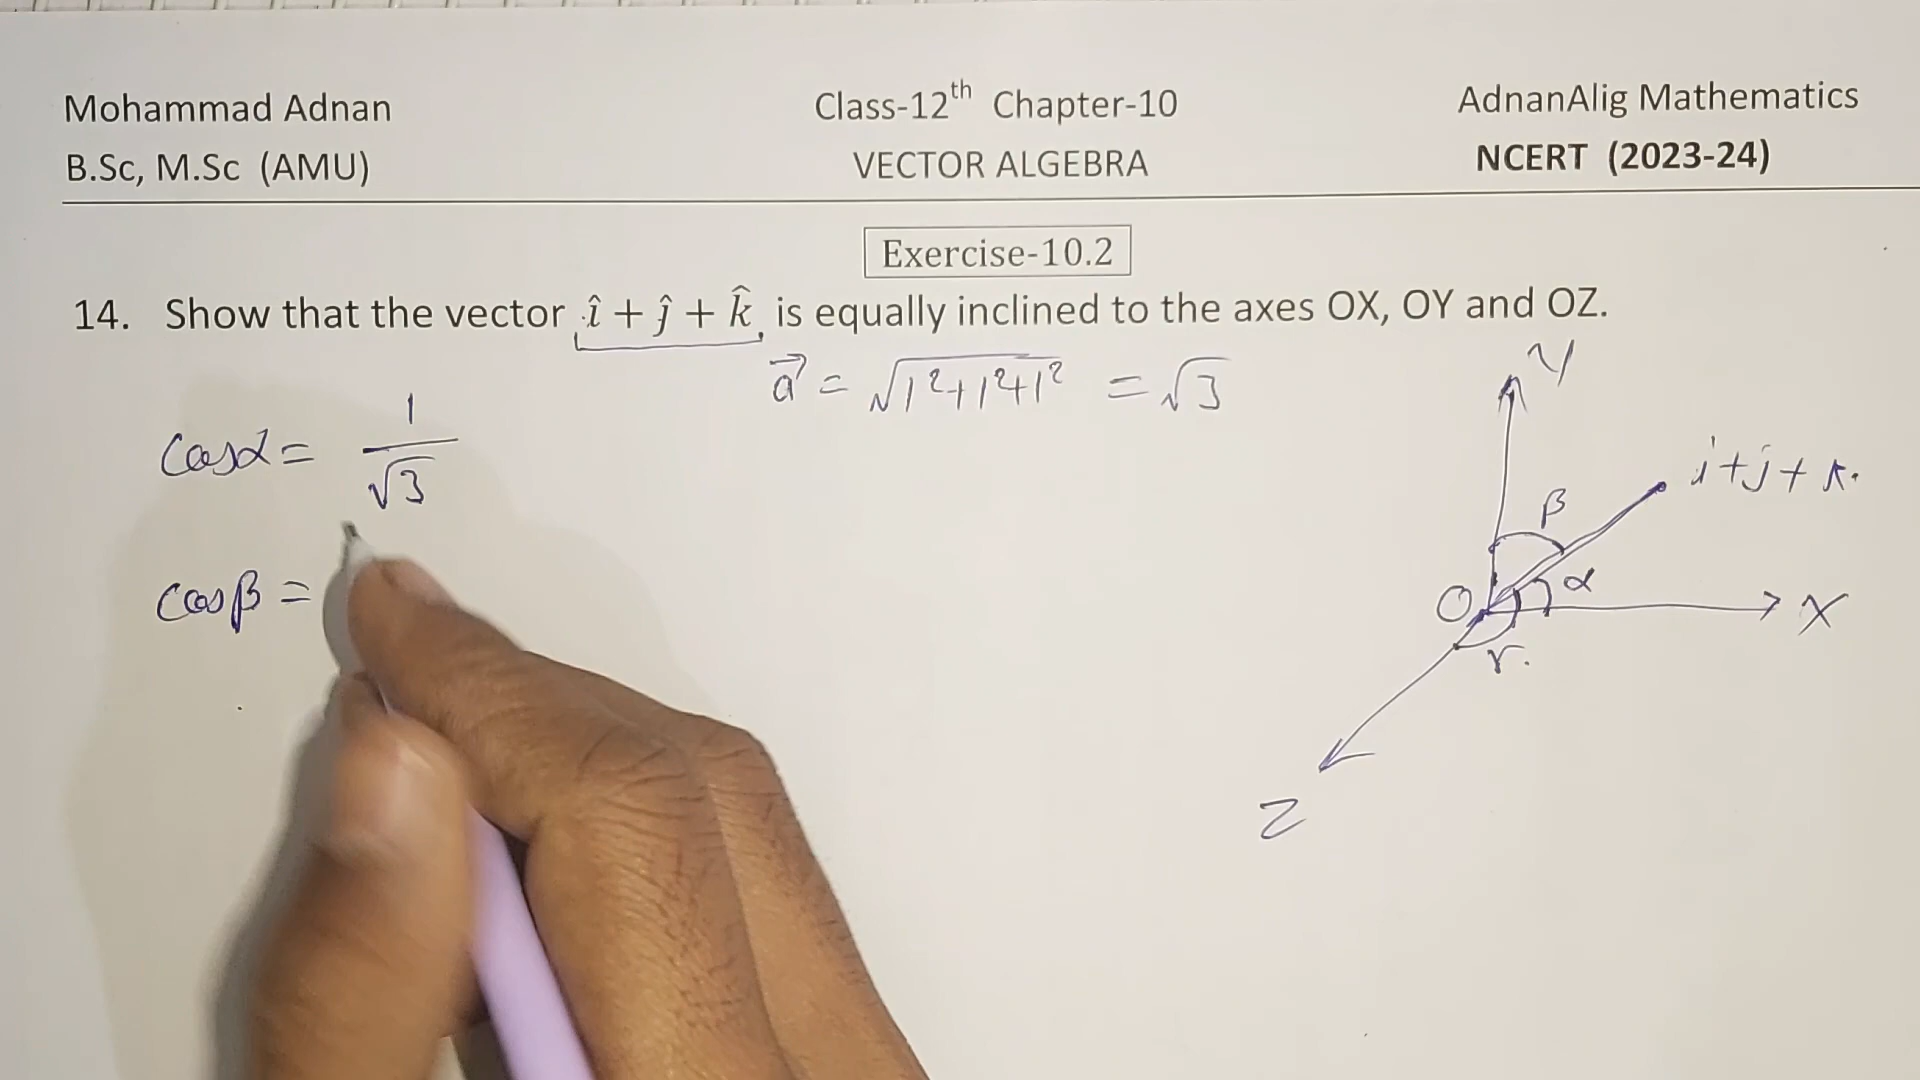 Mohammad Adnan
B.Sc, M.Sc (AMU)
Class-12th Chapter-10
VECTOR ALGEBRA
AdnanAlig Mathematics
NCERT (2023-24)
Exercise-10.2
14. Show that the vector î + ĵ + k̂ is equally inclined to the axes OX, OY and OZ.
a⃗ = √1²+1²+1² = √3
cosα = 1/√3
cosβ =
Y
i+j+k.
β
α
O
X
γ.
Z